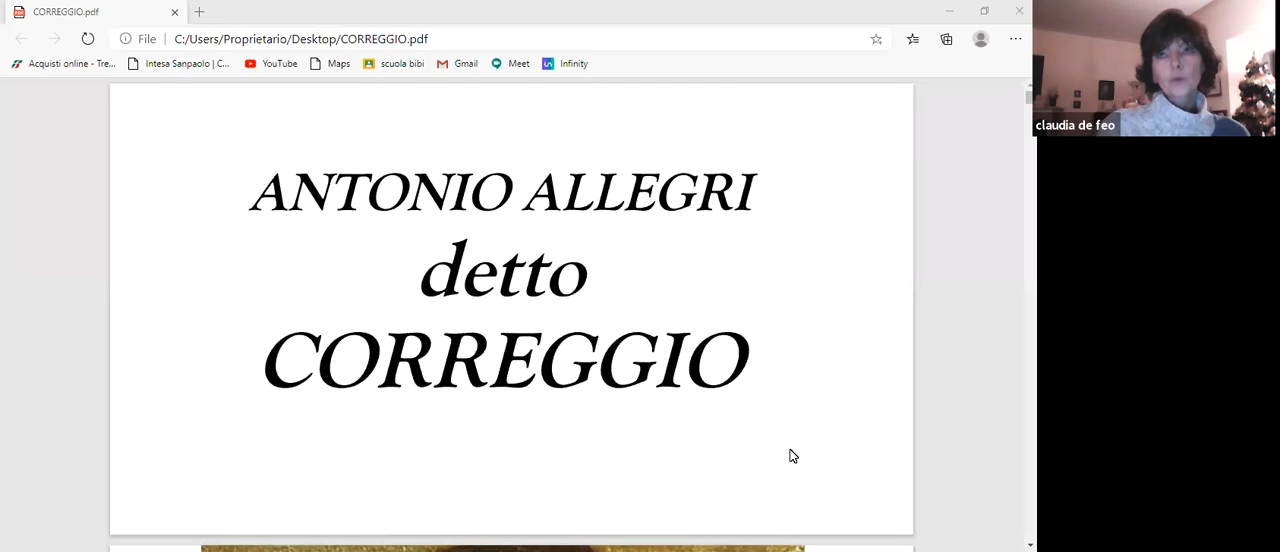 CORREGGIO.pdf
File
C:/Users/Proprietario/Desktop/CORREGGIO.pdf
Acquisti online - Tre...
Intesa Sanpaolo | C...
YouTube
Maps
scuola bibi
Gmail
Meet
Infinity
ANTONIO ALLEGRI
detto
CORREGGIO
claudia de feo